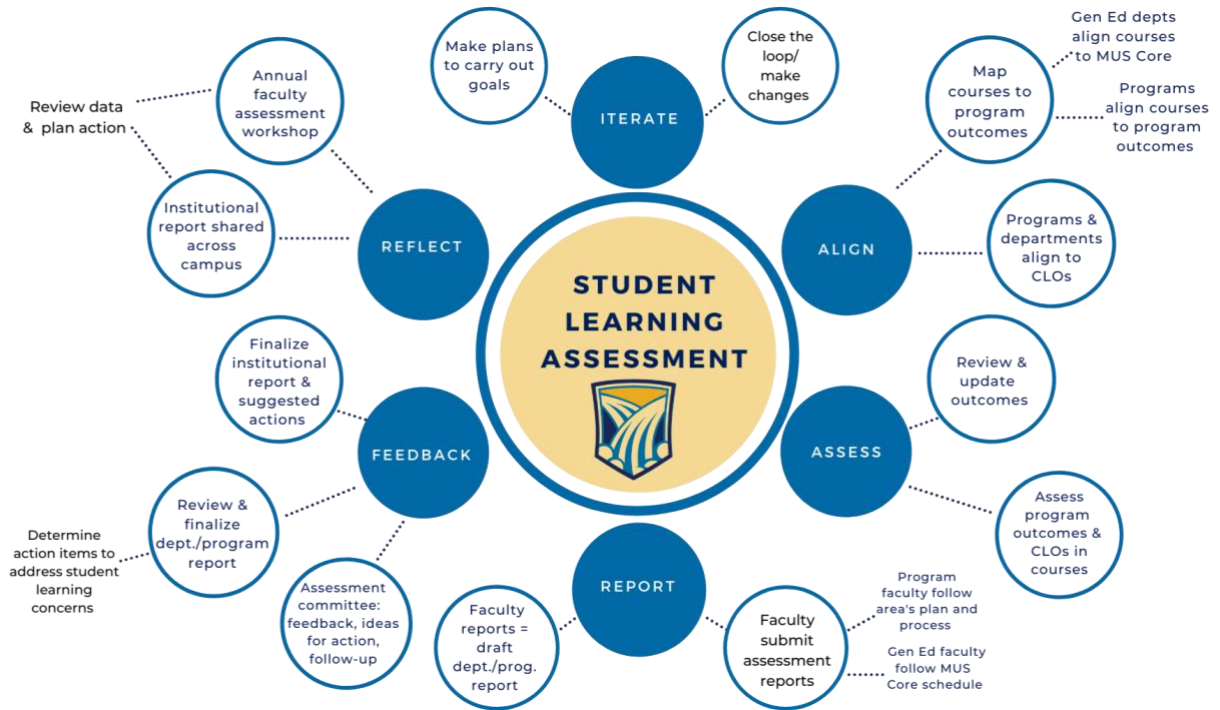 STUDENT
LEARNING
ASSESSMENT
ITERATE
Make plans
to carry out
goals
Close the
loop/
make
changes
ALIGN
Map
courses to
program
outcomes
Gen Ed depts
align courses
to MUS Core
Programs
align courses
to program
outcomes
Programs &
departments
align to
CLOs
ASSESS
Review &
update
outcomes
Assess
program
outcomes &
CLOs in
courses
REPORT
Faculty
submit
assessment
reports
Program
faculty follow
area's plan and
process
Gen Ed faculty
follow MUS
Core schedule
Faculty
reports =
draft
dept./prog.
report
FEEDBACK
Assessment
committee:
feedback, ideas
for action,
follow-up
Review &
finalize
dept./program
report
Determine
action items to
address student
learning
concerns
Finalize
institutional
report &
suggested
actions
REFLECT
Institutional
report shared
across
campus
Annual
faculty
assessment
workshop
Review data
& plan action